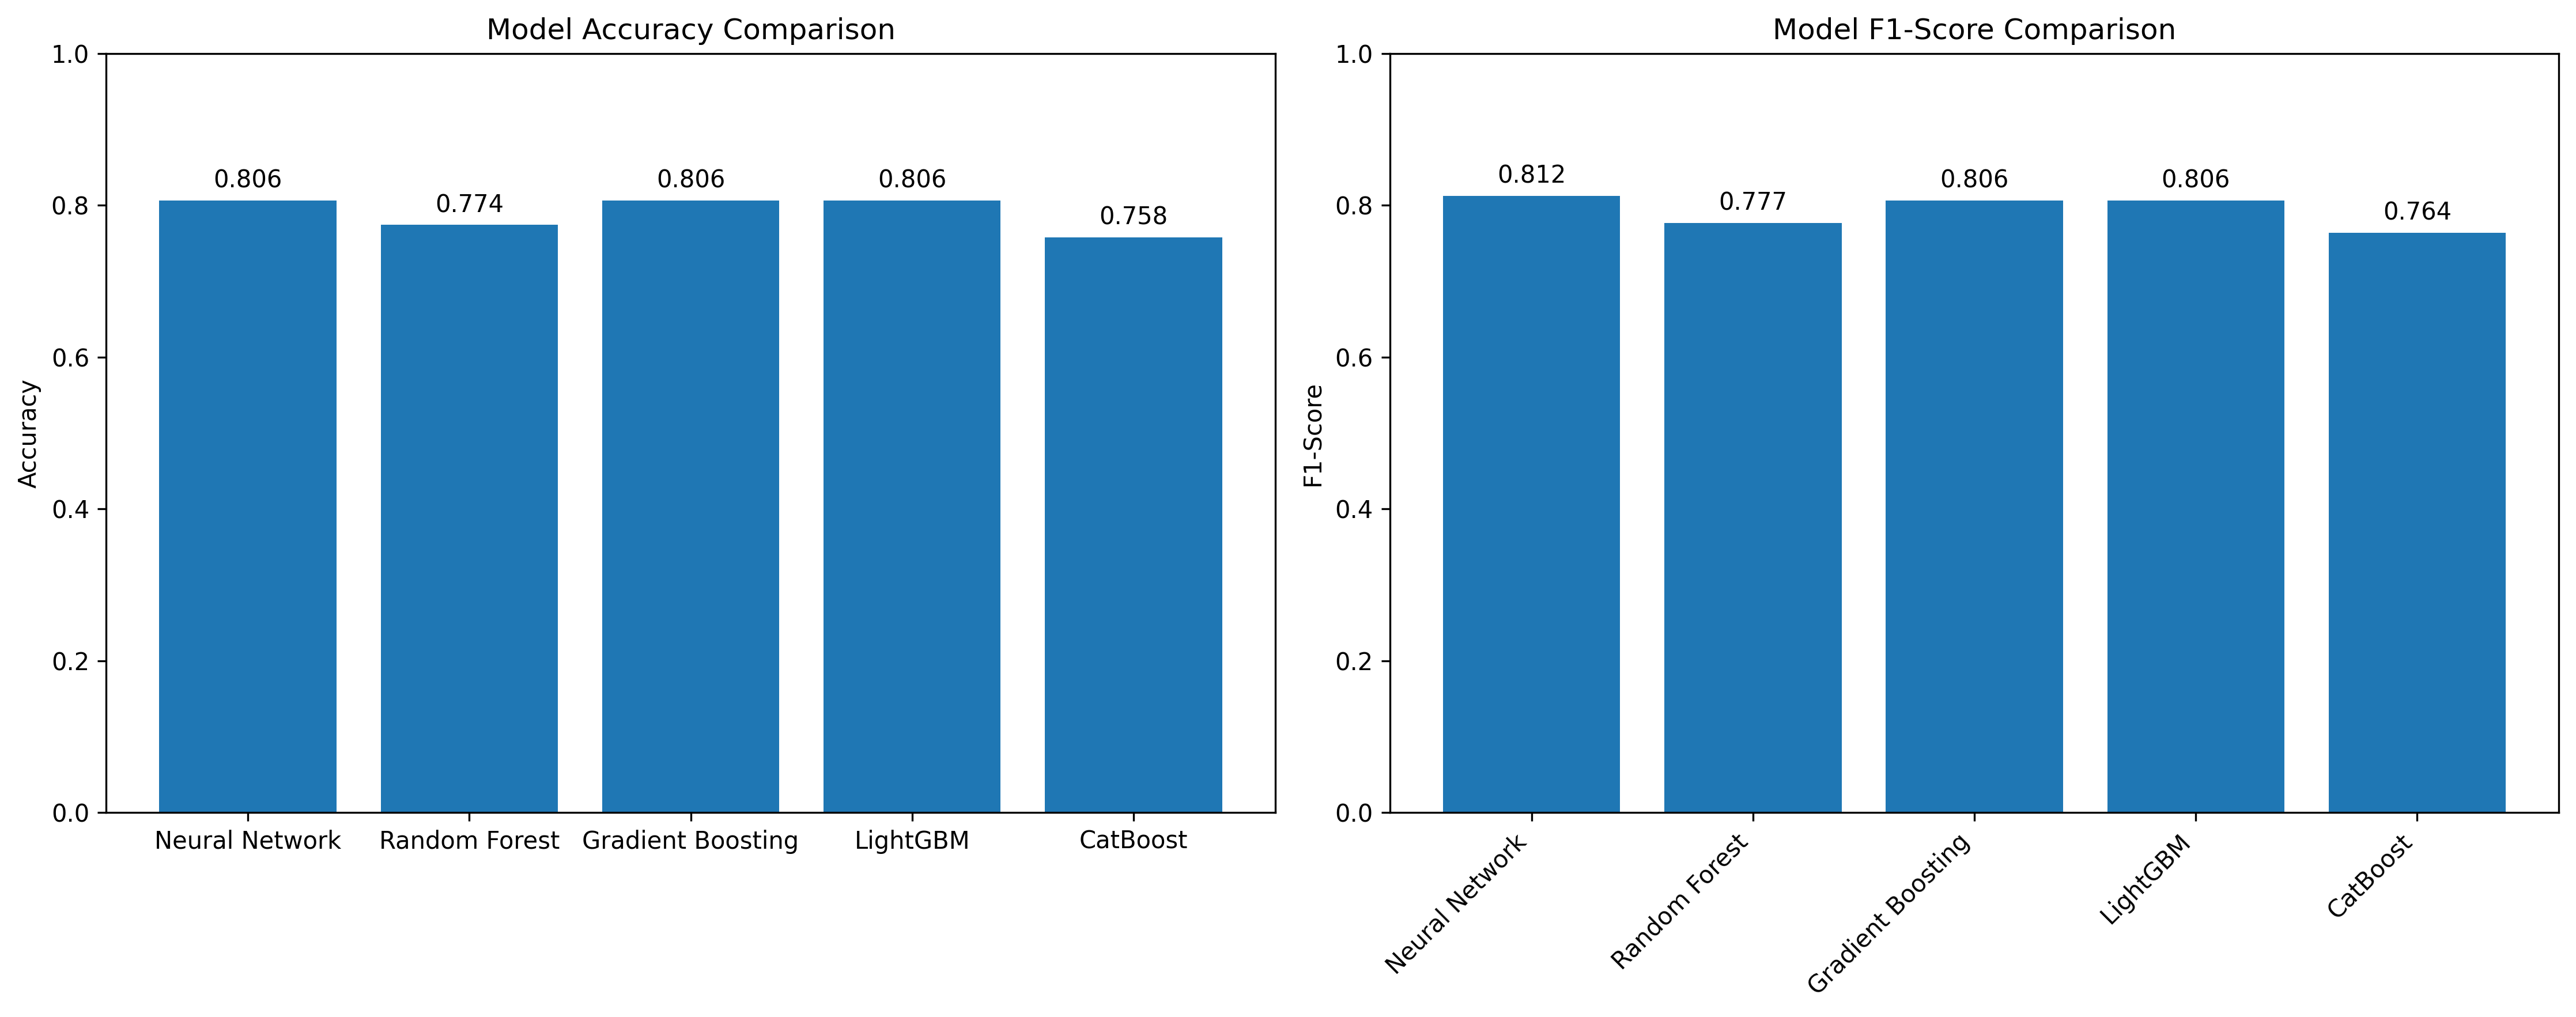 Model Accuracy Comparison
Accuracy
1.0
0.8
0.6
0.4
0.2
0.0
0.806
0.774
0.806
0.806
0.758
Neural Network
Random Forest
Gradient Boosting
LightGBM
CatBoost
Model F1-Score Comparison
F1-Score
1.0
0.8
0.6
0.4
0.2
0.0
0.812
0.777
0.806
0.806
0.764
Neural Network
Random Forest
Gradient Boosting
LightGBM
CatBoost